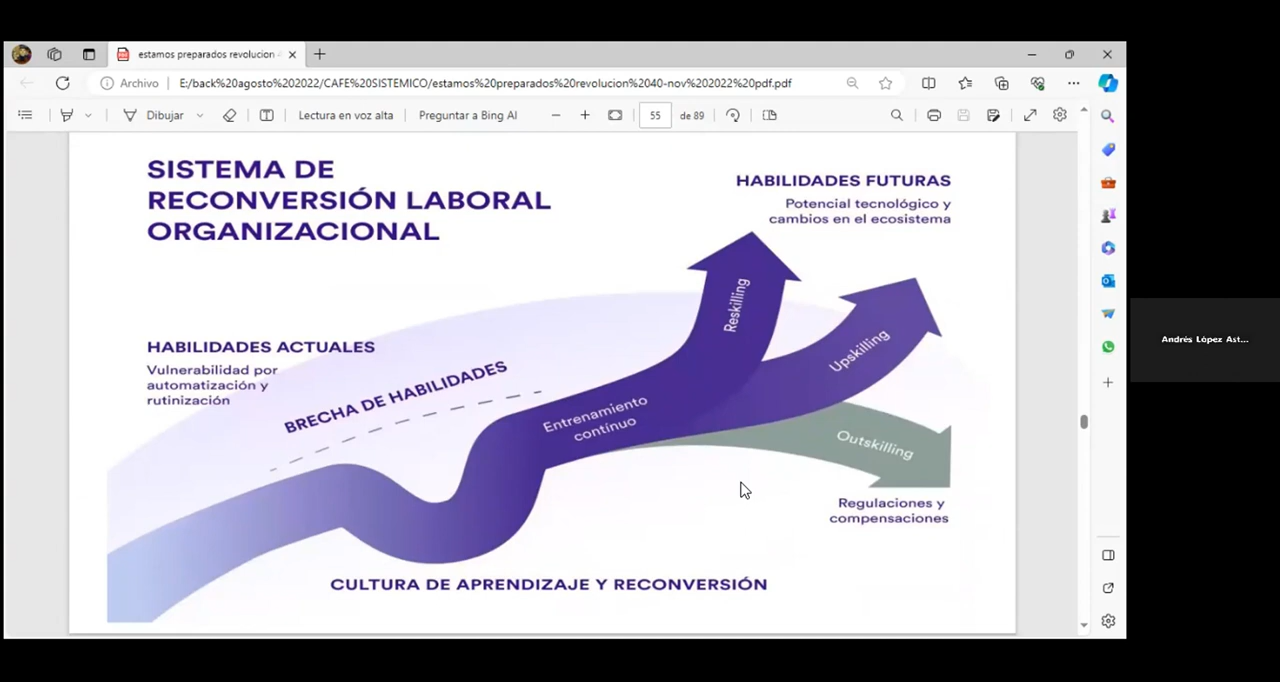 estamos preparados revolucion
Archivo
E:/back%20agosto%202022/CAFE%20SISTEMICO/estamos%20preparados%20revolucion%2040-nov%202022%20pdf.pdf
Dibujar
Lectura en voz alta
Preguntar a Bing AI
55
de 89
SISTEMA DE
RECONVERSIÓN LABORAL
ORGANIZACIONAL
HABILIDADES FUTURAS
Potencial tecnológico y
cambios en el ecosistema
HABILIDADES ACTUALES
Vulnerabilidad por
automatización y
rutinización
BRECHA DE HABILIDADES
Entrenamiento
contínuo
Reskilling
Upskilling
Outskilling
Regulaciones y
compensaciones
CULTURA DE APRENDIZAJE Y RECONVERSIÓN
Andrés López Ast...